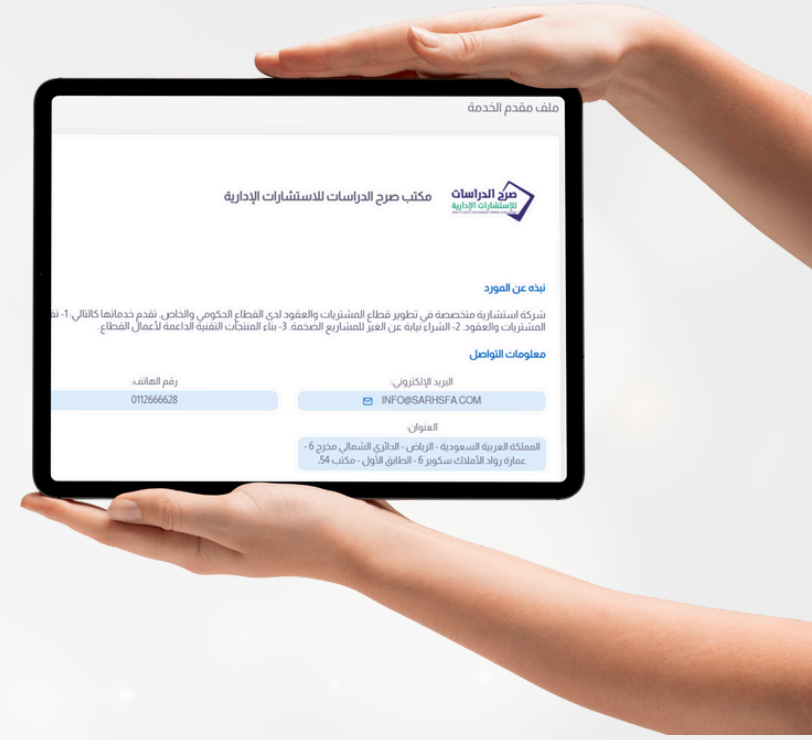 ملف مقدم الخدمة
صرح الدراسات
للإستشارات الإدارية
مكتب صرح الدراسات للاستشارات الإدارية
نبذه عن المورد
شركة استشارية متخصصة في تطوير قطاع المشتريات والعقود لدى القطاع الحكومي والخاص. تقدم خدماتها كالتالي: 1-
المشتريات والعقود. 2- الشراء نيابة عن الغير للمشاريع الضخمة. 3- بناء المنتجات التقنية الداعمة لأعمال القطاع.
معلومات التواصل
البريد الإلكتروني:
INFO@SARHSFA.COM
رقم الهاتف:
0112666628
العنوان:
المملكة العربية السعودية - الرياض - الدائري الشمالي مخرج 6 -
عمارة رواد الأملاك سكوير 6 - الطابق الأول - مكتب 54.